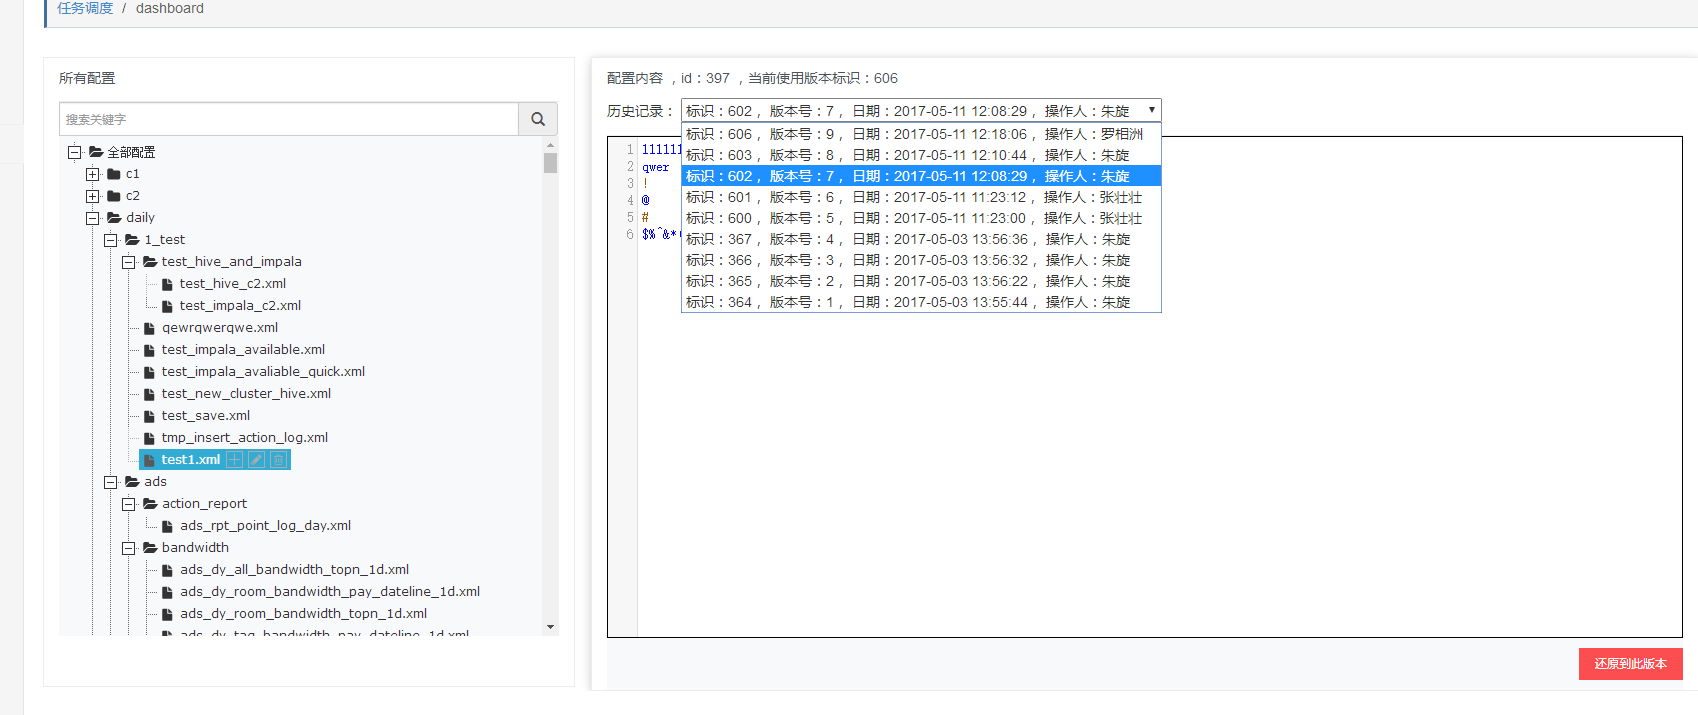 任务调度 / dashboard
所有配置
搜索关键字
全部配置
c1
c2
daily
1_test
test_hive_and_impala
test_hive_c2.xml
test_impala_c2.xml
qewrqwerqwe.xml
test_impala_available.xml
test_impala_avaliable_quick.xml
test_new_cluster_hive.xml
test_save.xml
tmp_insert_action_log.xml
test1.xml
ads
action_report
ads_rpt_point_log_day.xml
bandwidth
ads_dy_all_bandwidth_topn_1d.xml
ads_dy_room_bandwidth_pay_dateline_1d.xml
ads_dy_room_bandwidth_topn_1d.xml
ads_dy_tag_bandwidth_pay_dateline_1d.xml
配置内容 ，id：397 ，当前使用版本标识：606
历史记录： 标识：602， 版本号：7， 日期：2017-05-11 12:08:29， 操作人：朱旋
标识：606， 版本号：9， 日期：2017-05-11 12:18:06， 操作人：罗相洲
标识：603， 版本号：8， 日期：2017-05-11 12:10:44， 操作人：朱旋
标识：602， 版本号：7， 日期：2017-05-11 12:08:29， 操作人：朱旋
标识：601， 版本号：6， 日期：2017-05-11 11:23:12， 操作人：张壮壮
标识：600， 版本号：5， 日期：2017-05-11 11:23:00， 操作人：张壮壮
标识：367， 版本号：4， 日期：2017-05-03 13:56:36， 操作人：朱旋
标识：366， 版本号：3， 日期：2017-05-03 13:56:32， 操作人：朱旋
标识：365， 版本号：2， 日期：2017-05-03 13:56:22， 操作人：朱旋
标识：364， 版本号：1， 日期：2017-05-03 13:55:44， 操作人：朱旋
1 111111
2 qwer
3 !
4 @
5 #
6 $%^&*
还原到此版本